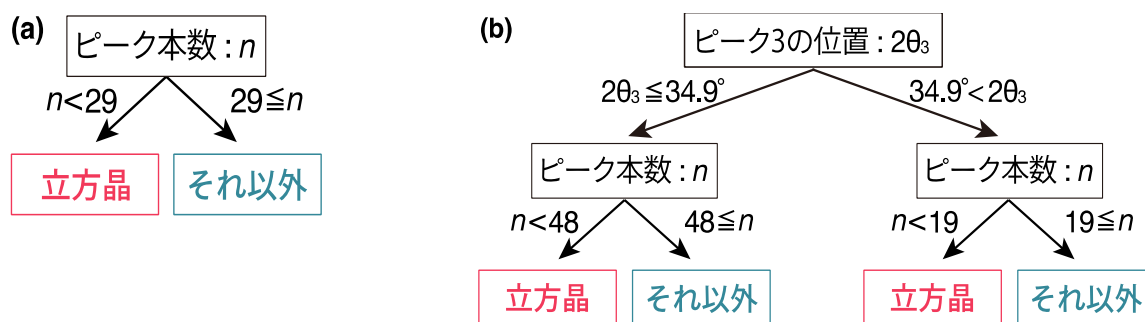 (a)
ピーク本数 : n
n<29
29≦n
立方晶
それ以外
(b)
ピーク3の位置 : 2θ₃
2θ₃≦34.9°
34.9°<2θ₃
ピーク本数 : n
ピーク本数 : n
n<48
48≦n
n<19
19≦n
立方晶
それ以外
立方晶
それ以外